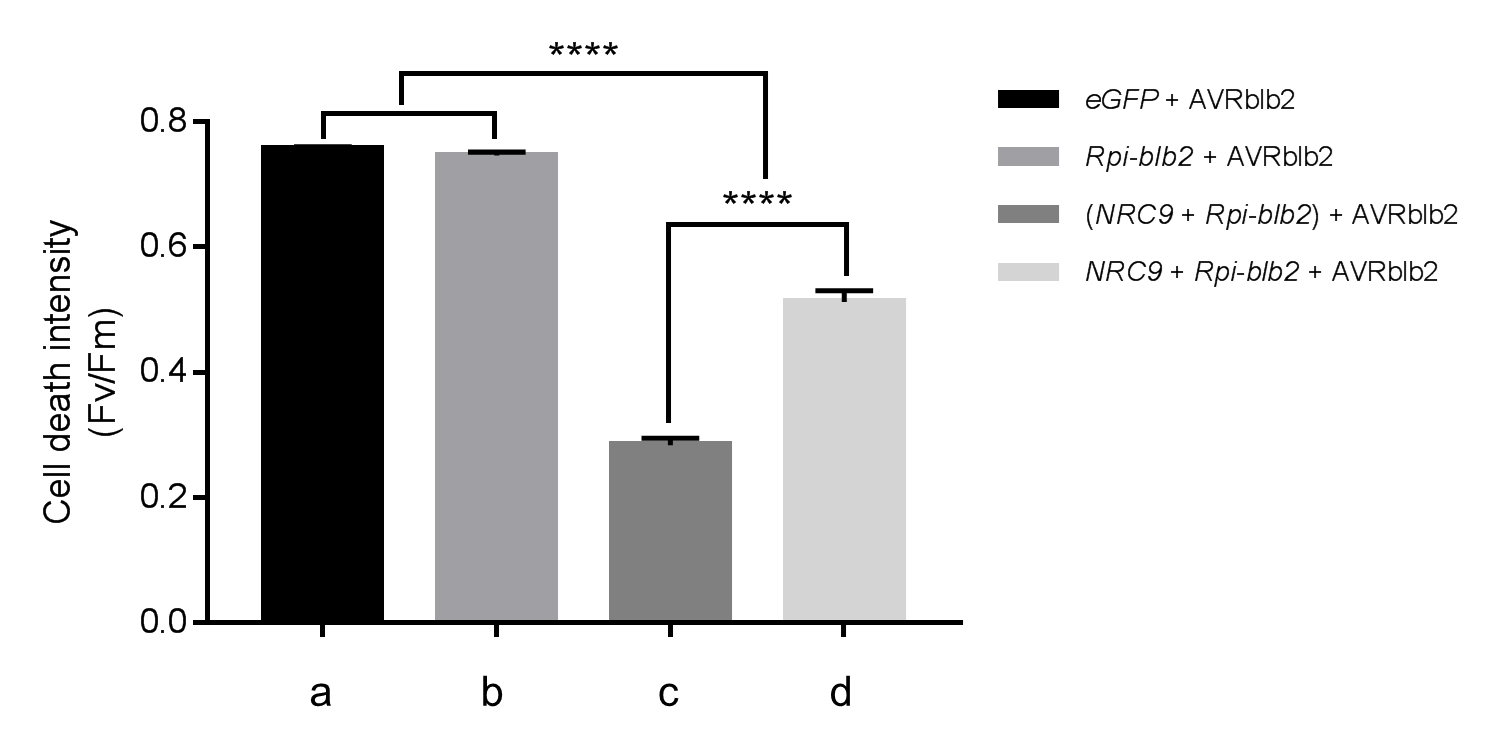 ****
****
0.8
0.6
0.4
0.2
0.0
Cell death intensity
(Fv/Fm)
a b c d
eGFP + AVRblb2
Rpi-blb2 + AVRblb2
(NRC9 + Rpi-blb2) + AVRblb2
NRC9 + Rpi-blb2 + AVRblb2